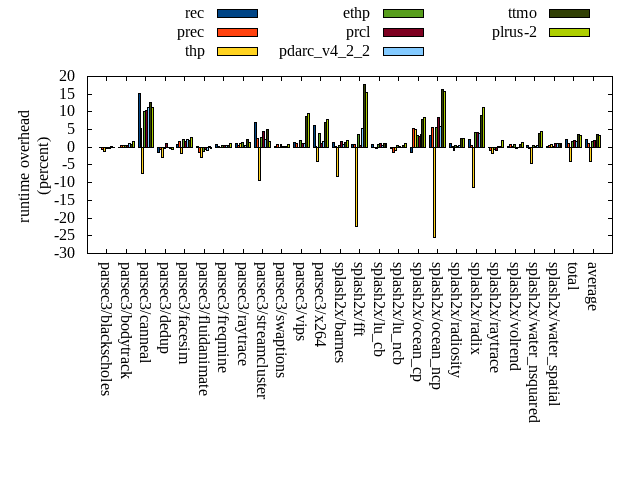 rec
prec
thp
ethp
prcl
pdarc_v4_2_2
ttmo
plrus-2
runtime overhead
(percent)
20
15
10
5
0
-5
-10
-15
-20
-25
-30
parsec3/blackscholes
parsec3/bodytrack
parsec3/canneal
parsec3/dedup
parsec3/facesim
parsec3/fluidanimate
parsec3/freqmine
parsec3/raytrace
parsec3/streamcluster
parsec3/swaptions
parsec3/vips
parsec3/x264
splash2x/barnes
splash2x/fft
splash2x/lu_cb
splash2x/lu_ncb
splash2x/ocean_cp
splash2x/ocean_ncp
splash2x/radiosity
splash2x/radix
splash2x/raytrace
splash2x/volrend
splash2x/water_nsquared
splash2x/water_spatial
total
average